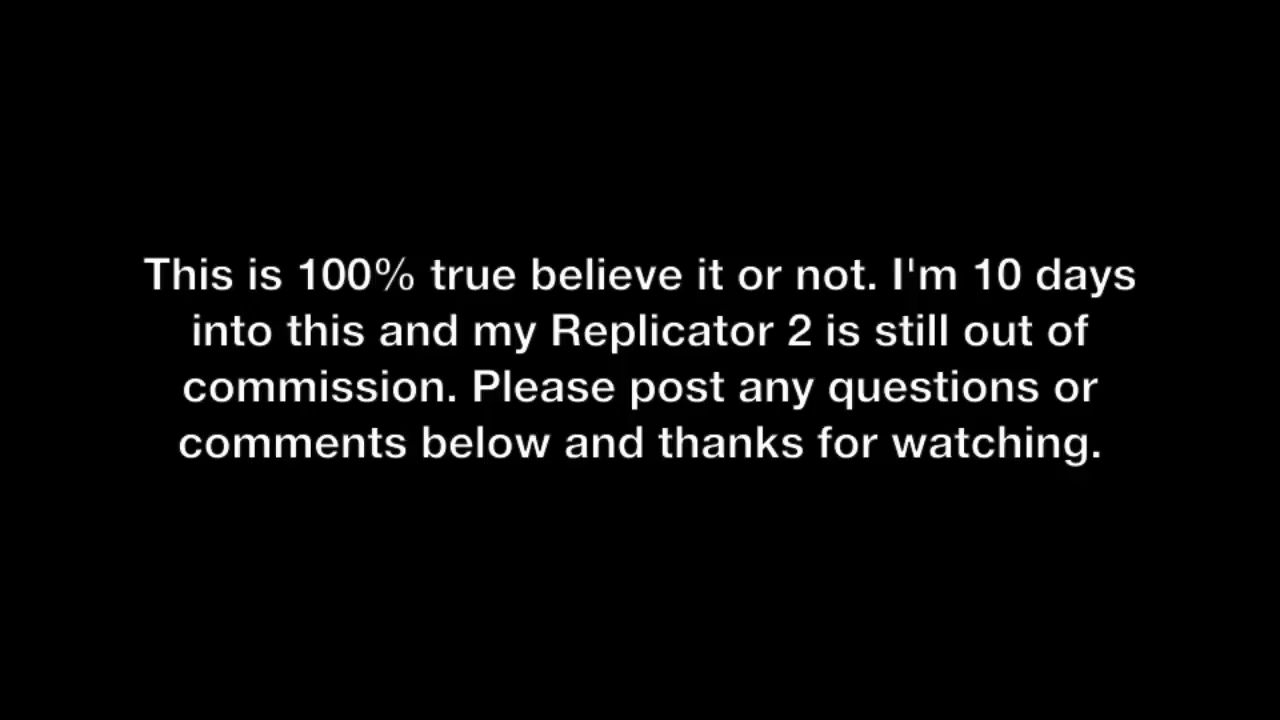 This is 100% true believe it or not. I'm 10 days
into this and my Replicator 2 is still out of
commission. Please post any questions or
comments below and thanks for watching.